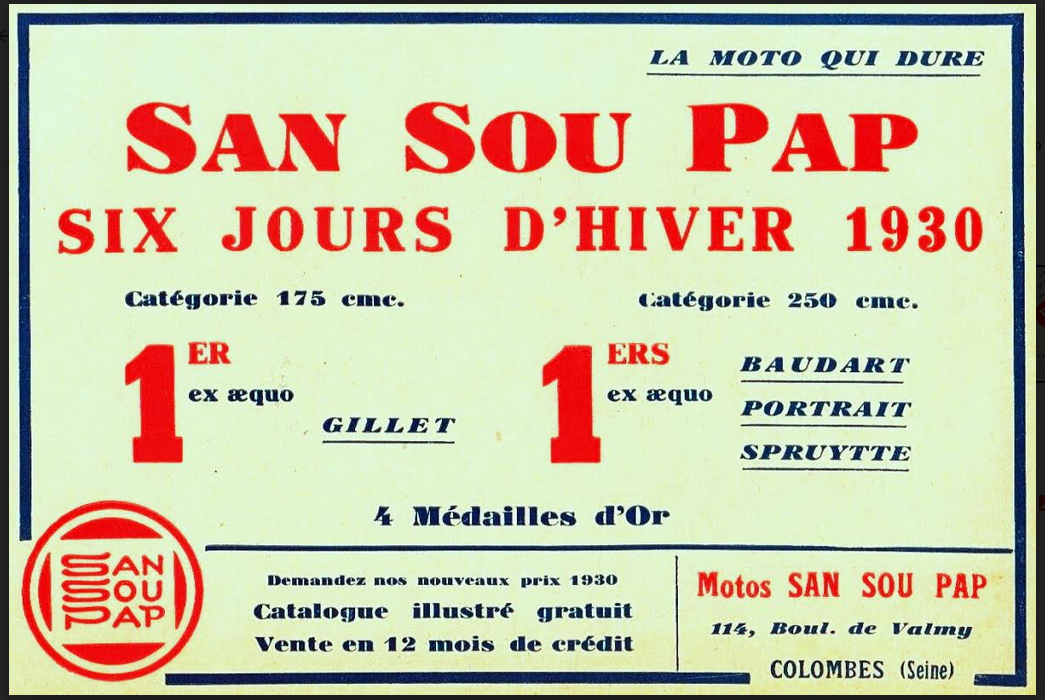 LA MOTO QUI DURE
SAN SOU PAP
SIX JOURS D'HIVER 1930
Catégorie 175 cmc.
1ER
ex æquo
GILLET
Catégorie 250 cmc.
1ERS
ex æquo
BAUDART
PORTRAIT
SPRUYTTE
4 Médailles d'Or
SAN
SOU
PAP
Demandez nos nouveaux prix 1930
Catalogue illustré gratuit
Vente en 12 mois de crédit
Motos SAN SOU PAP
114, Boul. de Valmy
COLOMBES (Seine)